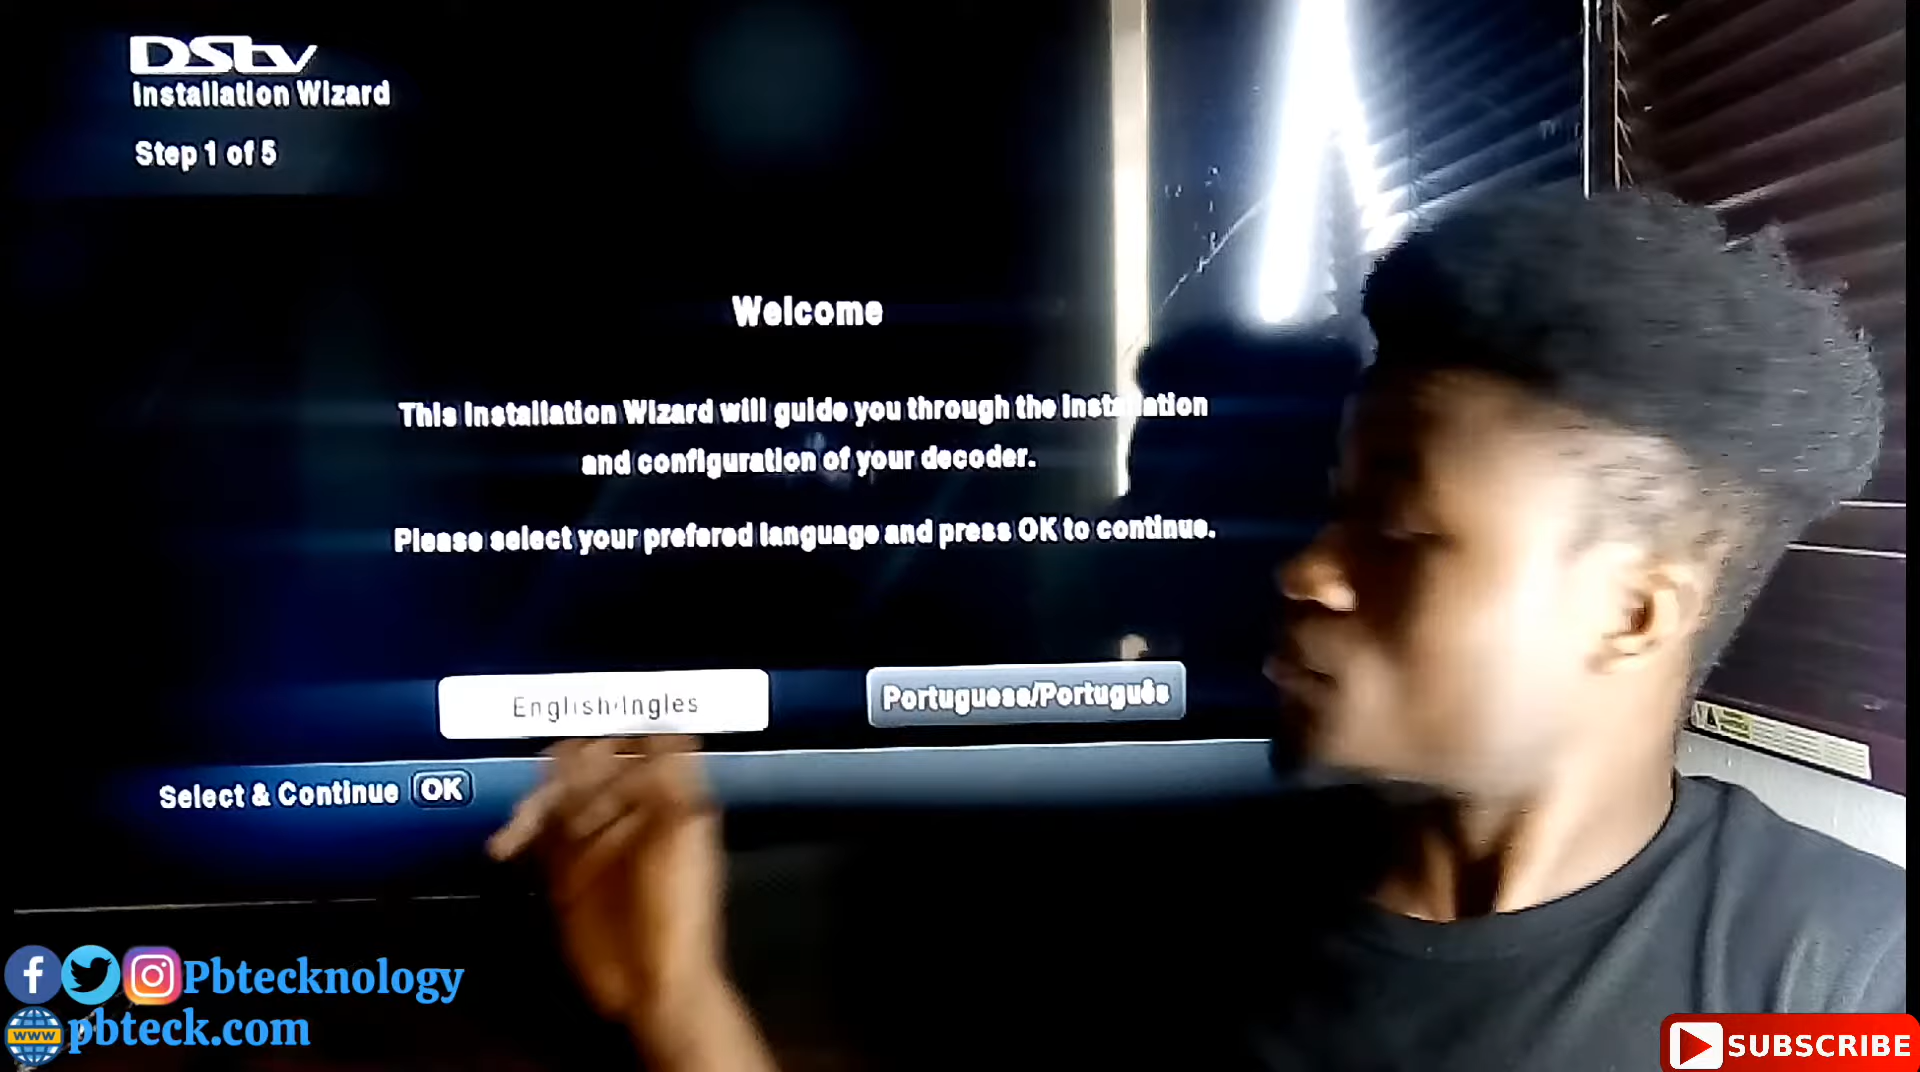 DStv
Installation Wizard
Step 1 of 5
Welcome
This Installation Wizard will guide you through the installation
and configuration of your decoder.
Please select your prefered language and press OK to continue.
English/Ingles
Portuguese/Português
Select & Continue OK
Pbtecknology
www
pbteck.com
SUBSCRIBE